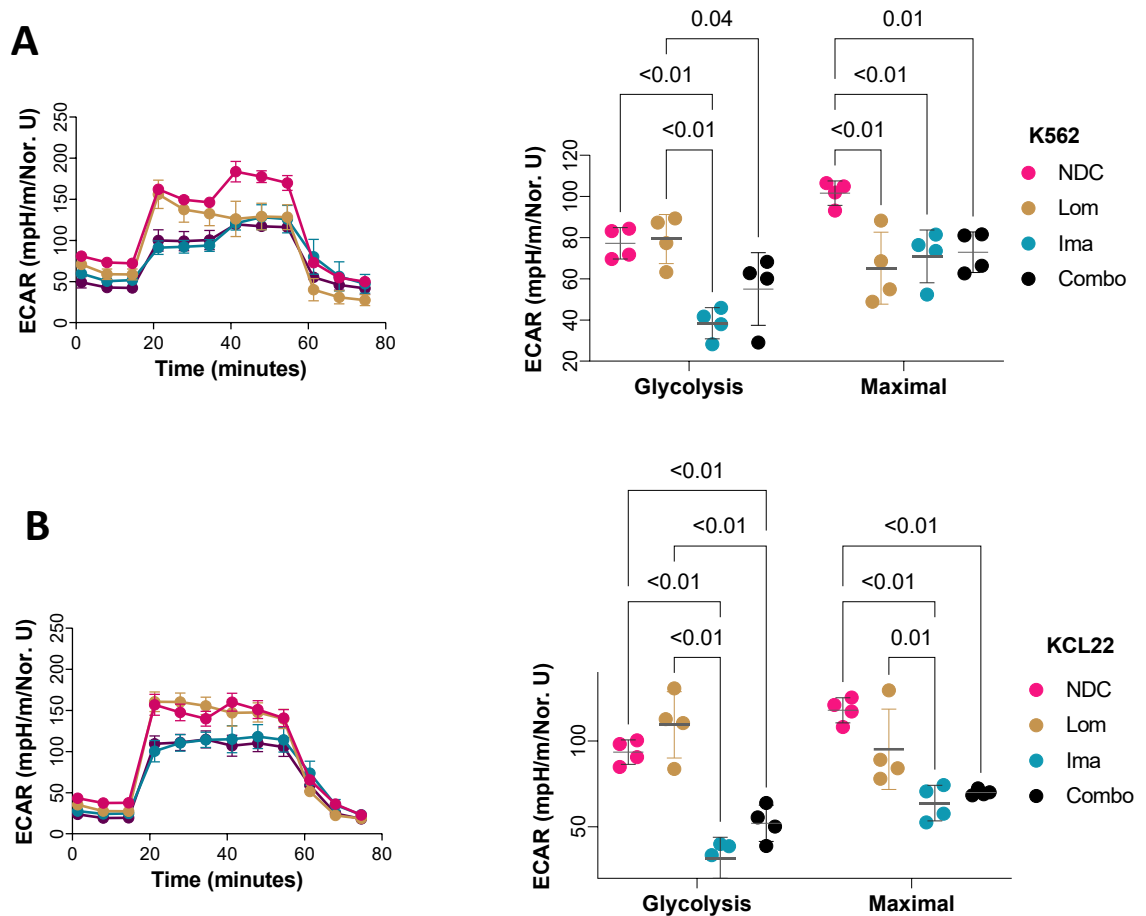 A
ECAR (mpH/m/Nor. U)
250
200
150
100
50
0
0 20 40 60 80
Time (minutes)
0.04 0.01
<0.01 <0.01
<0.01 <0.01
ECAR (mpH/m/Nor. U)
120
100
80
60
40
20
Glycolysis Maximal
K562
NDC
Lom
Ima
Combo
B
ECAR (mpH/m/Nor. U)
250
200
150
100
50
0
0 20 40 60 80
Time (minutes)
<0.01
<0.01 <0.01
<0.01 <0.01
<0.01 0.01
ECAR (mpH/m/Nor. U)
100
50
Glycolysis Maximal
KCL22
NDC
Lom
Ima
Combo